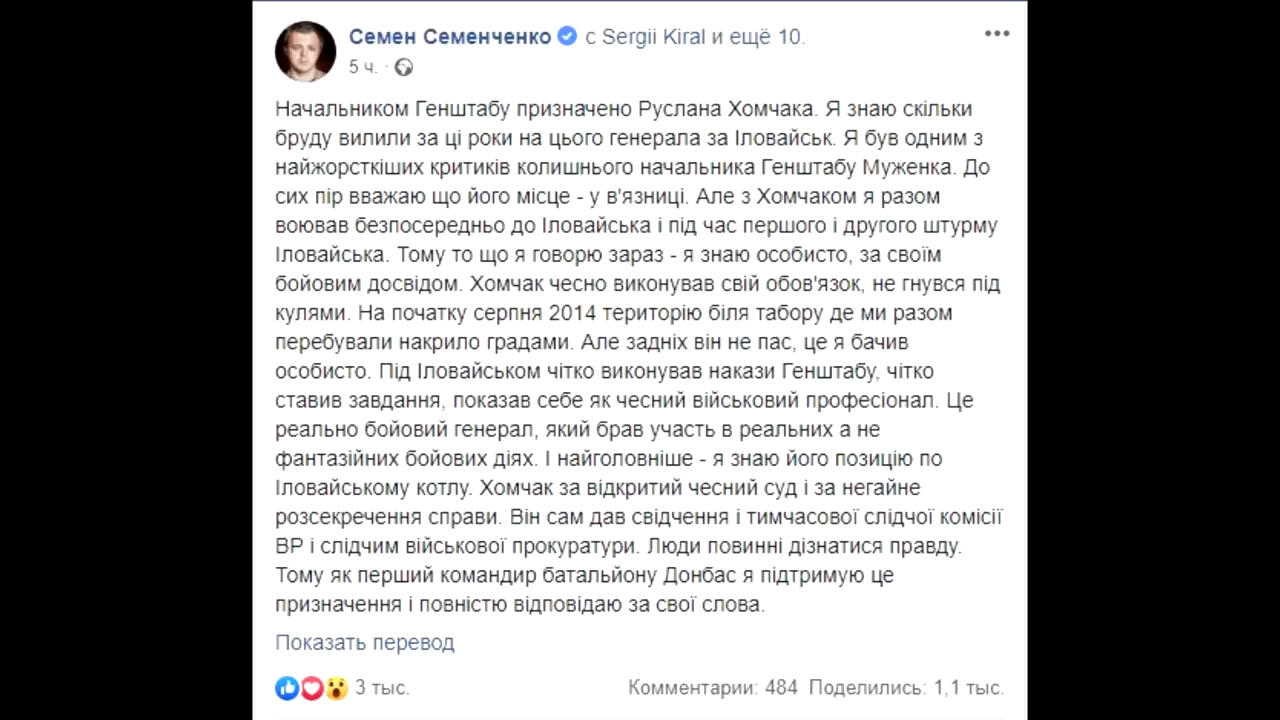 Семен Семенченко с Sergii Kiral и ещё 10.
5 ч. ·
Начальником Генштабу призначено Руслана Хомчака. Я знаю скільки
бруду вилили за ці роки на цього генерала за Іловайськ. Я був одним з
найжорсткіших критиків колишнього начальника Генштабу Муженка. До
сих пір вважаю що його місце - у в'язниці. Але з Хомчаком я разом
воював безпосередньо до Іловайська і під час першого і другого штурму
Іловайська. Тому то що я говорю зараз - я знаю особисто, за своїм
бойовим досвідом. Хомчак чесно виконував свій обов'язок, не гнувся під
кулями. На початку серпня 2014 територію біля табору де ми разом
перебували накрило градами. Але задніх він не пас, це я бачив
особисто. Під Іловайськом чітко виконував накази Генштабу, чітко
ставив завдання, показав себе як чесний військовий професіонал. Це
реально бойовий генерал, який брав участь в реальних а не
фантазійних бойових діях. І найголовніше - я знаю його позицію по
Іловайському котлу. Хомчак за відкритий чесний суд і за негайне
розсекречення справи. Він сам дав свідчення і тимчасової слідчої комісії
ВР і слідчим військової прокуратури. Люди повинні дізнатися правду.
Тому як перший командир батальйону Донбас я підтримую це
призначення і повністю відповідаю за свої слова.
Показать перевод
3 тыс. Комментарии: 484 Поделились: 1,1 тыс.